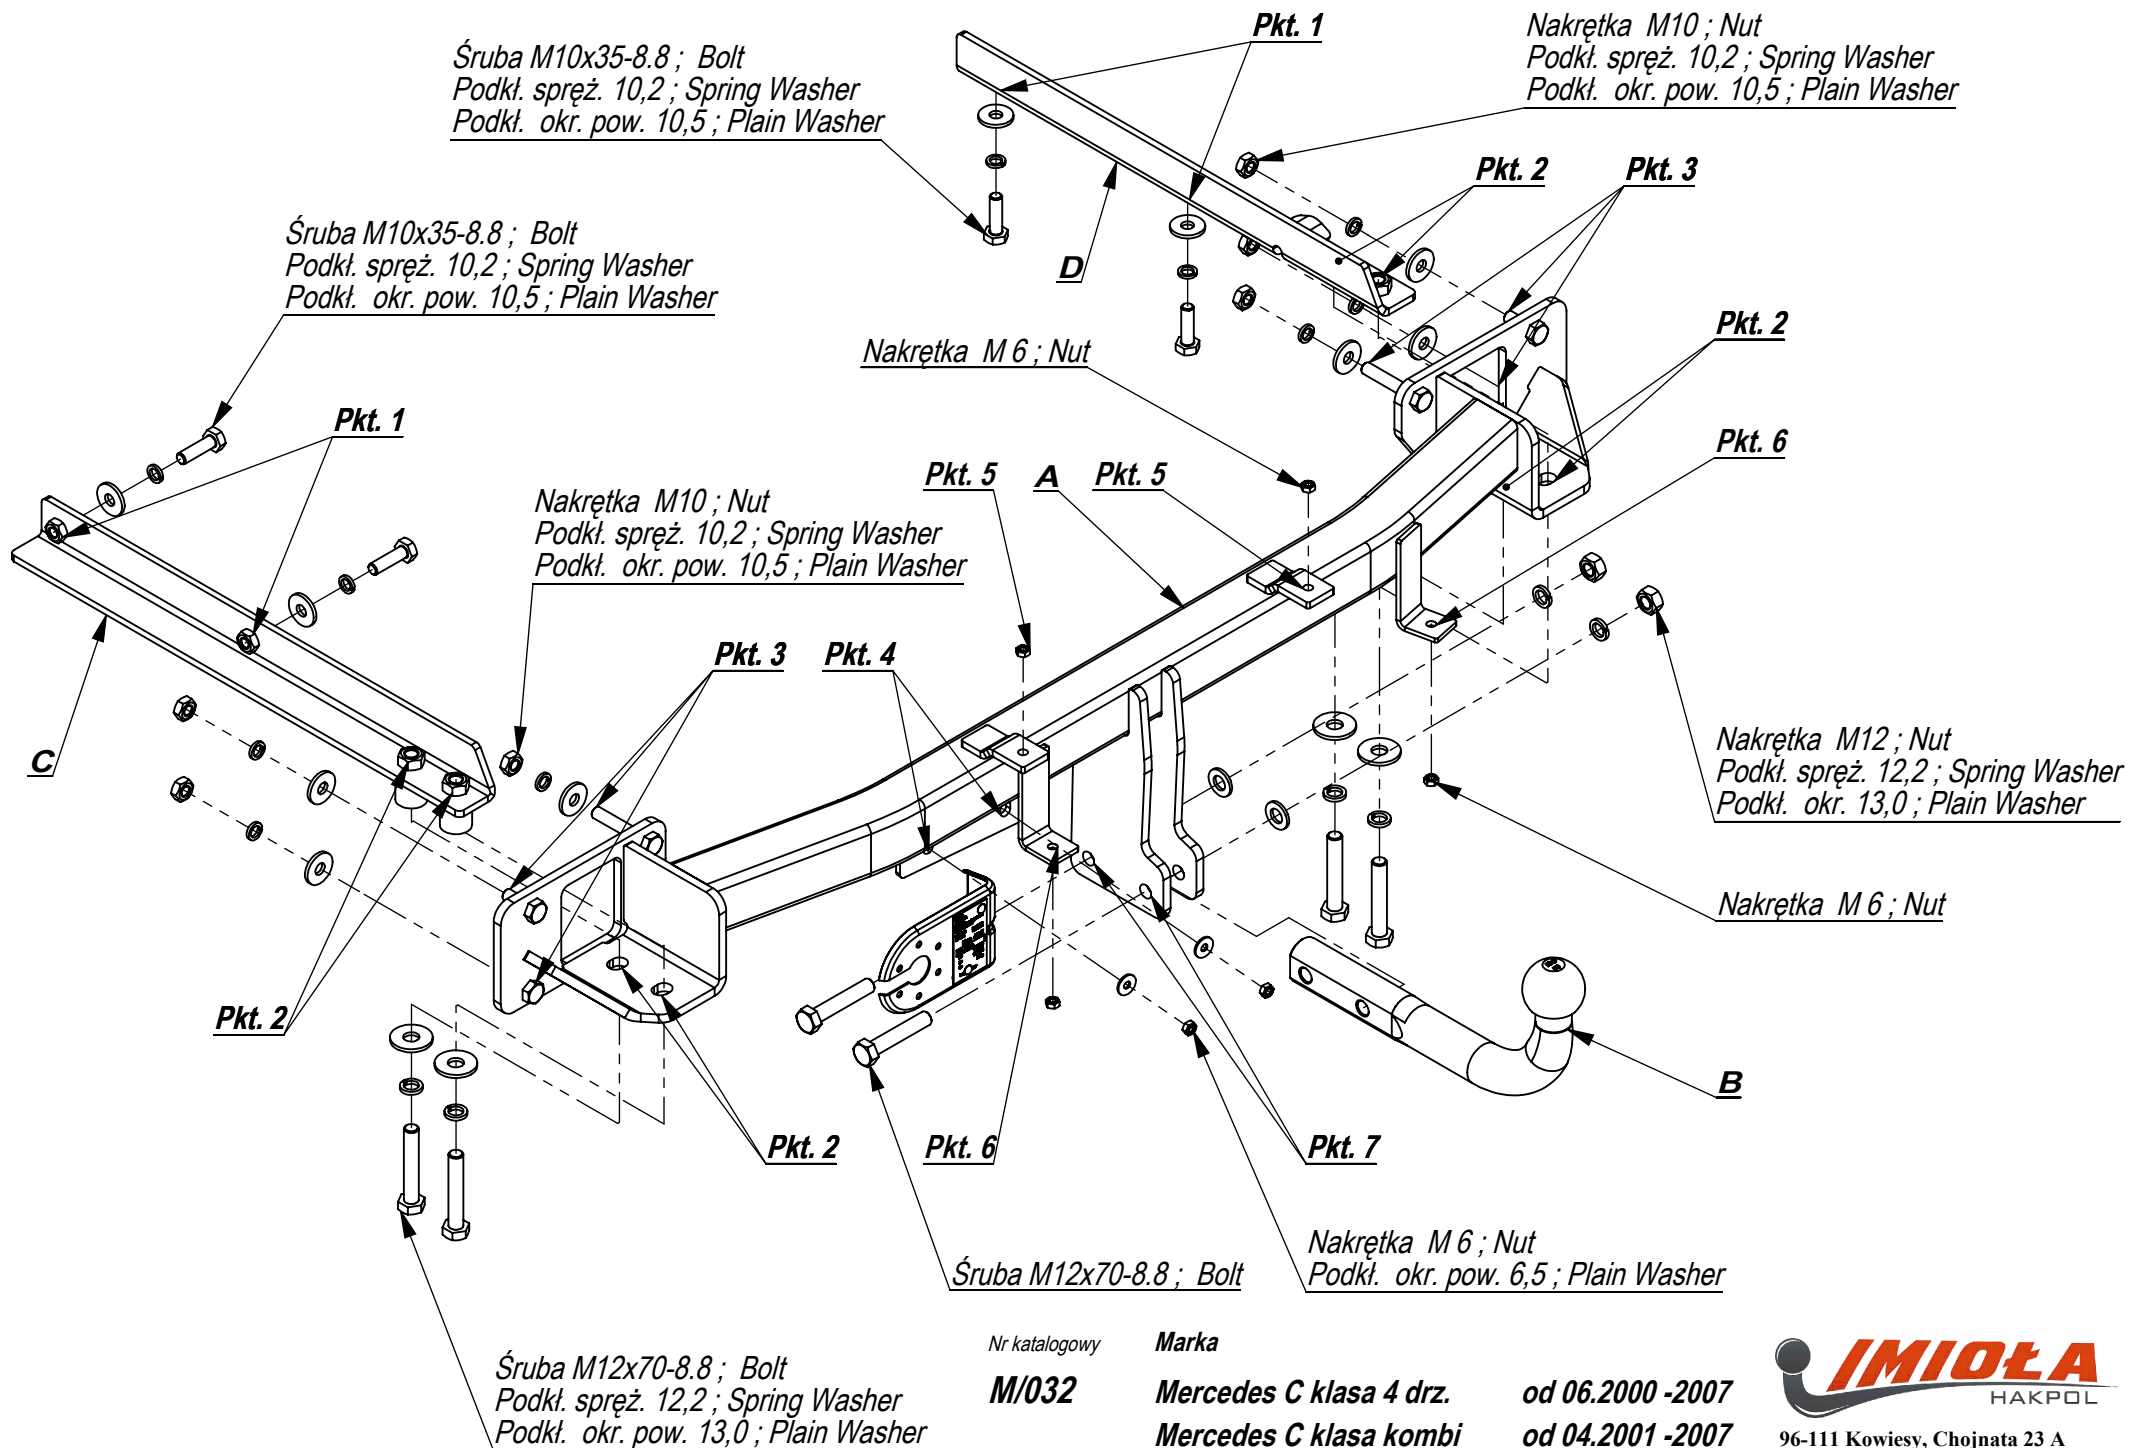 Pkt. 1
Nakrętka M10 ; Nut
Podkł. spręż. 10,2 ; Spring Washer
Podkł. okr. pow. 10,5 ; Plain Washer
Śruba M10x35-8.8 ; Bolt
Podkł. spręż. 10,2 ; Spring Washer
Podkł. okr. pow. 10,5 ; Plain Washer
Pkt. 2
Pkt. 3
Śruba M10x35-8.8 ; Bolt
Podkł. spręż. 10,2 ; Spring Washer
Podkł. okr. pow. 10,5 ; Plain Washer
D
Pkt. 2
Nakrętka M 6 ; Nut
Pkt. 1
Pkt. 6
Pkt. 5
A
Pkt. 5
Nakrętka M10 ; Nut
Podkł. spręż. 10,2 ; Spring Washer
Podkł. okr. pow. 10,5 ; Plain Washer
Pkt. 3
Pkt. 4
C
Nakrętka M12 ; Nut
Podkł. spręż. 12,2 ; Spring Washer
Podkł. okr. 13,0 ; Plain Washer
Nakrętka M 6 ; Nut
Pkt. 2
B
Pkt. 2
Pkt. 6
Pkt. 7
Nakrętka M 6 ; Nut
Podkł. okr. pow. 6,5 ; Plain Washer
Śruba M12x70-8.8 ; Bolt
Śruba M12x70-8.8 ; Bolt
Podkł. spręż. 12,2 ; Spring Washer
Podkł. okr. pow. 13,0 ; Plain Washer
Nr katalogowy Marka
M/032 Mercedes C klasa 4 drz. od 06.2000 -2007
Mercedes C klasa kombi od 04.2001 -2007
IMIOŁA
HAKPOL
96-111 Kowiesy, Chojnata 23 A